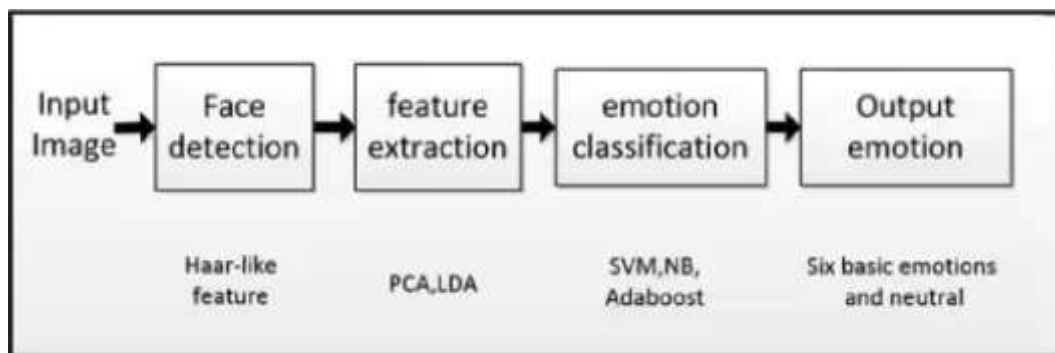 Input
Image
Face
detection
feature
extraction
emotion
classification
Output
emotion
Haar-like
feature
PCA,LDA
SVM,NB,
Adaboost
Six basic emotions
and neutral